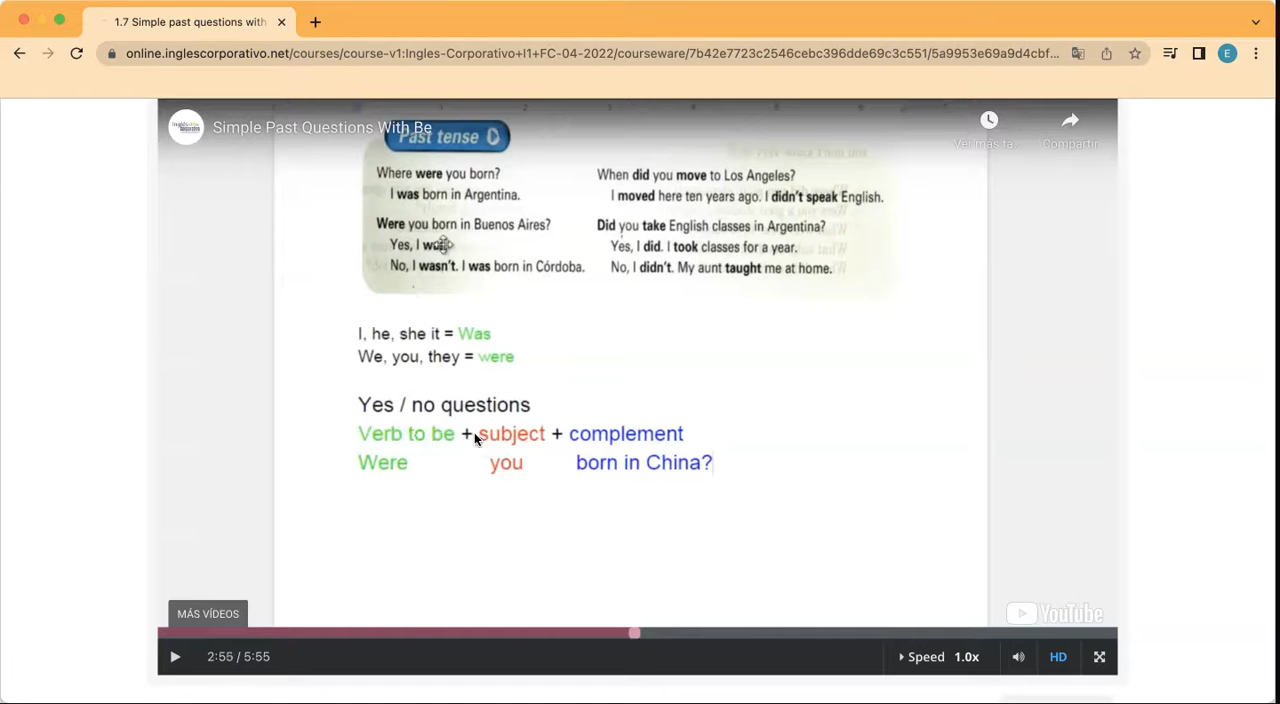 1.7 Simple past questions with
online.inglescorporativo.net/courses/course-v1:Ingles-Corporativo+I1+FC-04-2022/courseware/7b42e7723c2546cebc396dde69c3c551/5a9953e69a9d4cbf...
E
Simple Past Questions With Be
Ver más ta...
Compartir
Past tense
Where were you born?
I was born in Argentina.
Were you born in Buenos Aires?
Yes, I was.
No, I wasn't. I was born in Córdoba.
When did you move to Los Angeles?
I moved here ten years ago. I didn't speak English.
Did you take English classes in Argentina?
Yes, I did. I took classes for a year.
No, I didn't. My aunt taught me at home.
I, he, she it = Was
We, you, they = were
Yes / no questions
Verb to be + subject + complement
Were you born in China?
MÁS VÍDEOS
YouTube
2:55 / 5:55
Speed 1.0x
HD